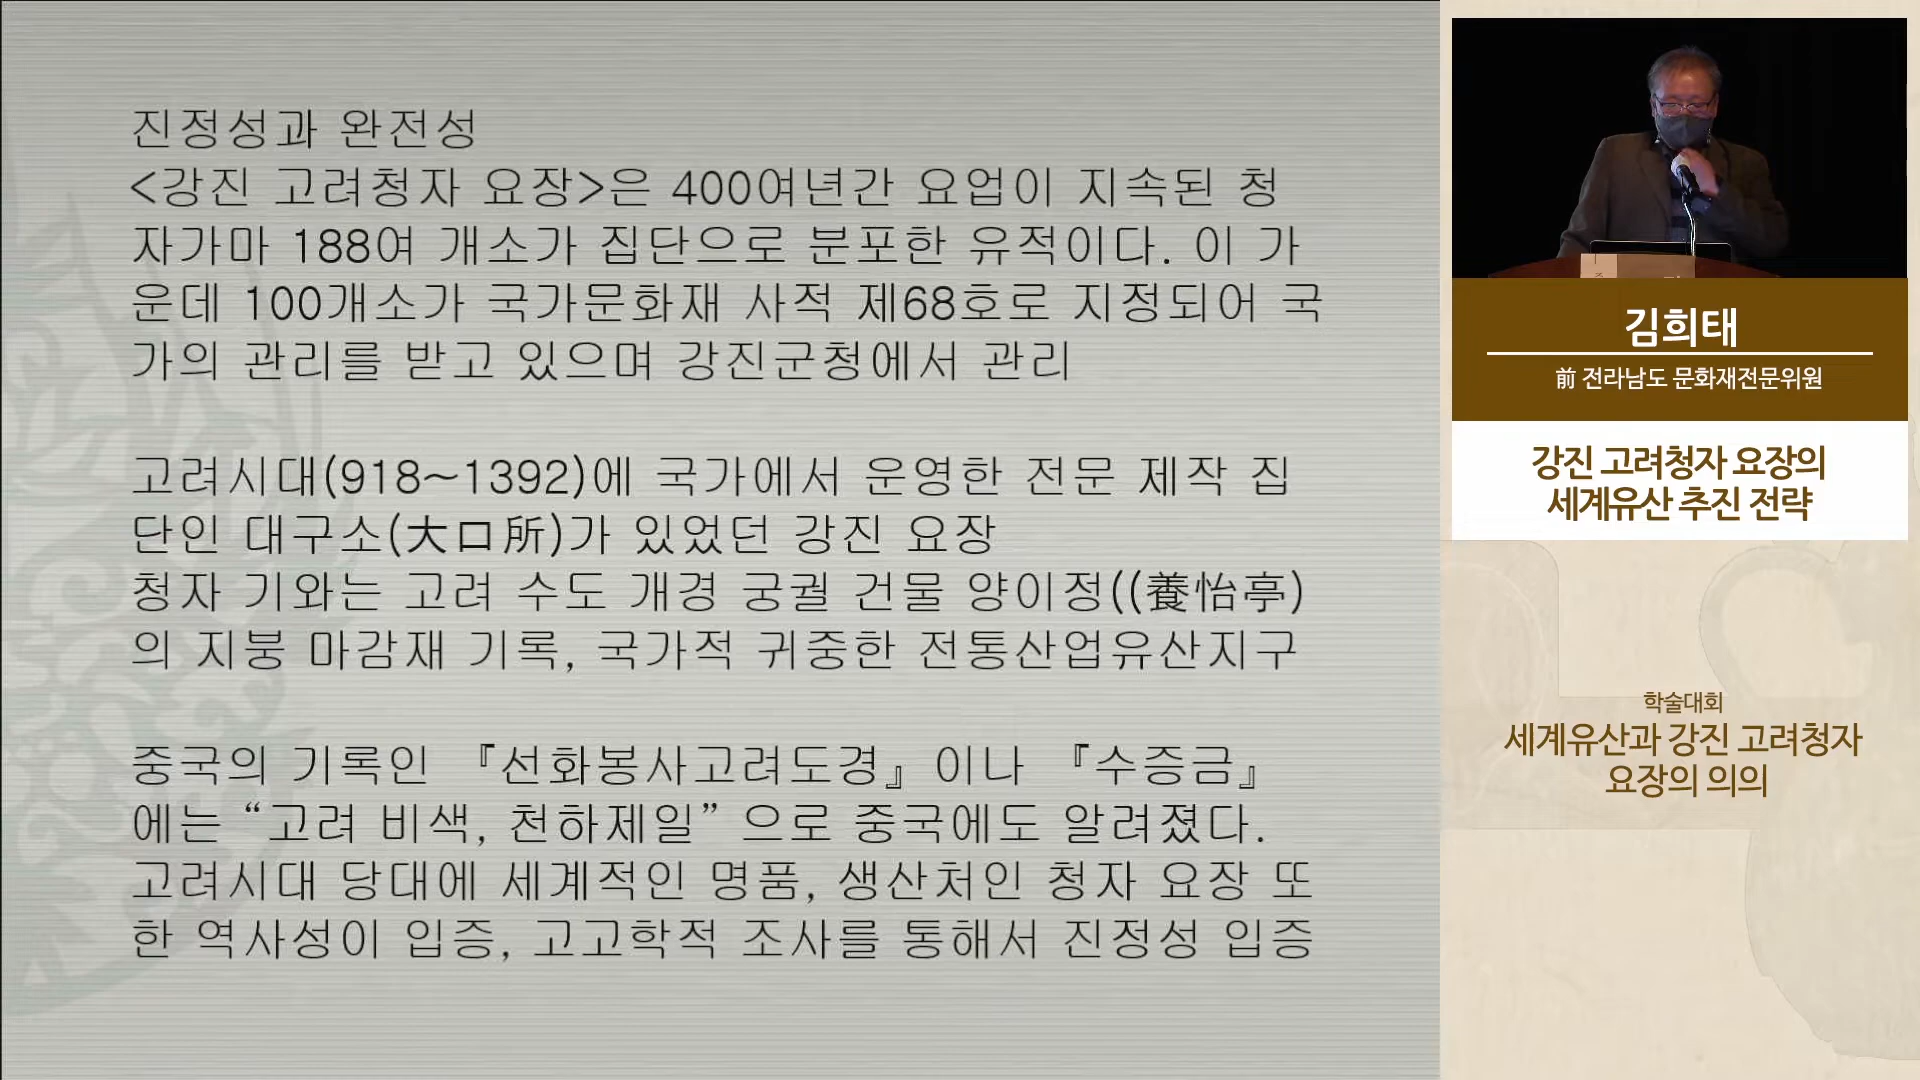 진정성과 완전성
<강진 고려청자 요장>은 400여년간 요업이 지속된 청
자가마 188여 개소가 집단으로 분포한 유적이다. 이 가
운데 100개소가 국가문화재 사적 제68호로 지정되어 국
가의 관리를 받고 있으며 강진군청에서 관리
고려시대(918~1392)에 국가에서 운영한 전문 제작 집
단인 대구소(大口所)가 있었던 강진 요장
청자 기와는 고려 수도 개경 궁궐 건물 양이정((養怡亭)
의 지붕 마감재 기록, 국가적 귀중한 전통산업유산지구
중국의 기록인 『선화봉사고려도경』이나 『수증금』
에는 “고려 비색, 천하제일” 으로 중국에도 알려졌다.
고려시대 당대에 세계적인 명품, 생산처인 청자 요장 또
한 역사성이 입증, 고고학적 조사를 통해서 진정성 입증
김희태
前 전라남도 문화재전문위원
강진 고려청자 요장의
세계유산 추진 전략
학술대회
세계유산과 강진 고려청자
요장의 의의